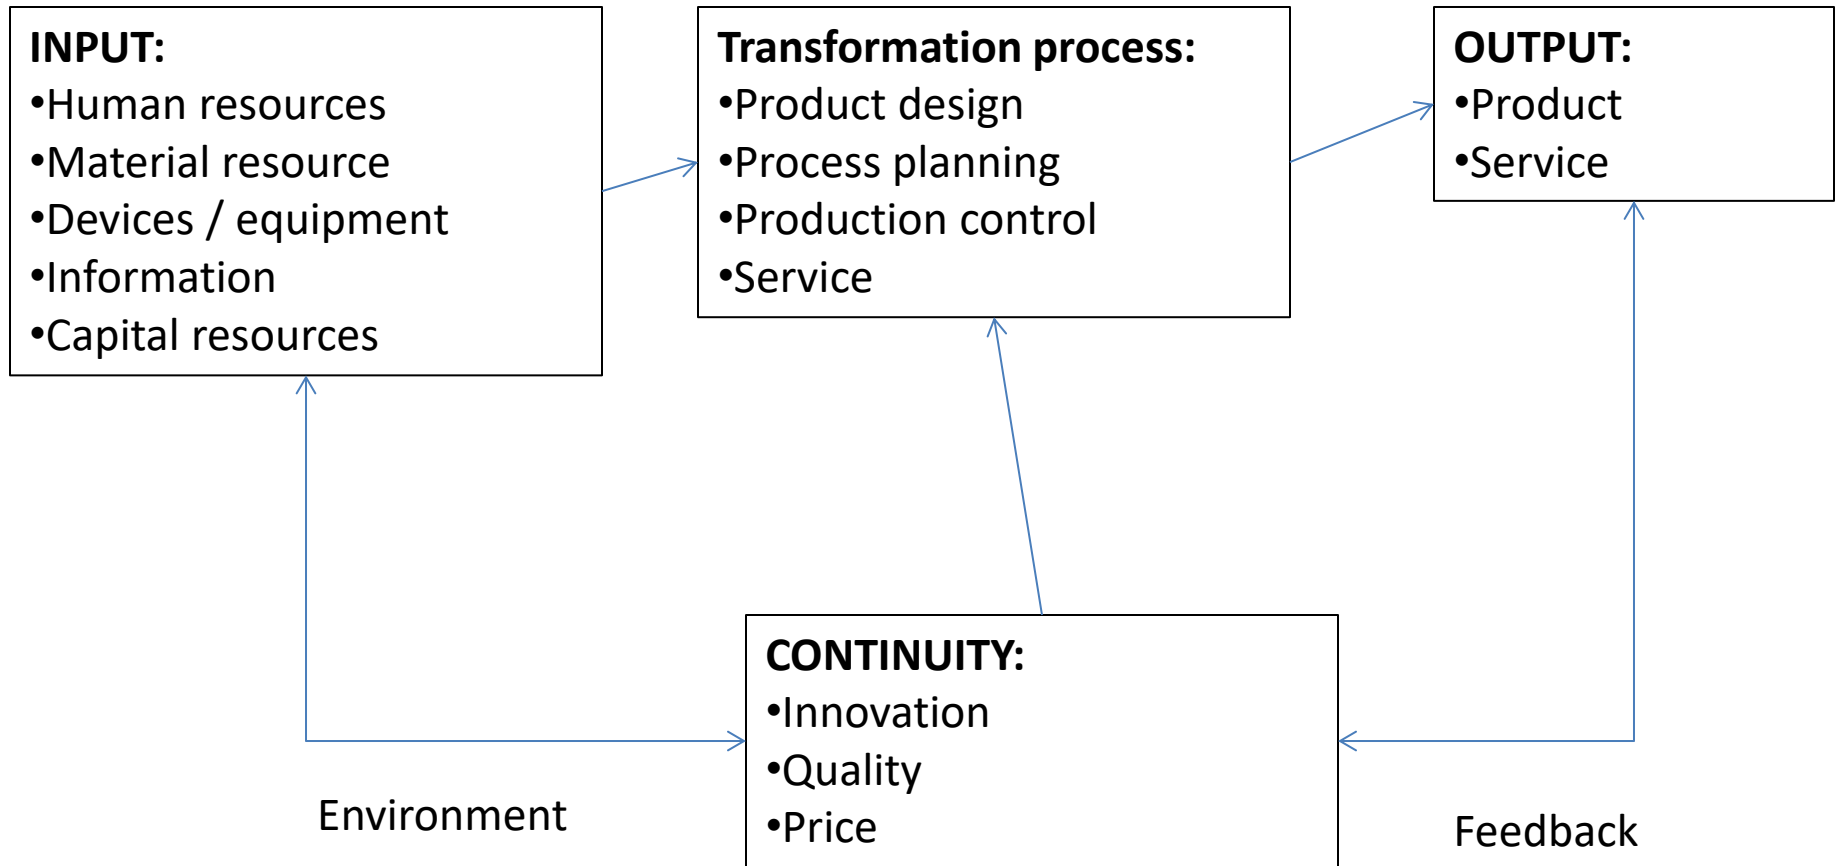 INPUT:
•Human resources
•Material resource
•Devices / equipment
•Information
•Capital resources
Transformation process:
•Product design
•Process planning
•Production control
•Service
OUTPUT:
•Product
•Service
CONTINUITY:
•Innovation
•Quality
•Price
Environment
Feedback